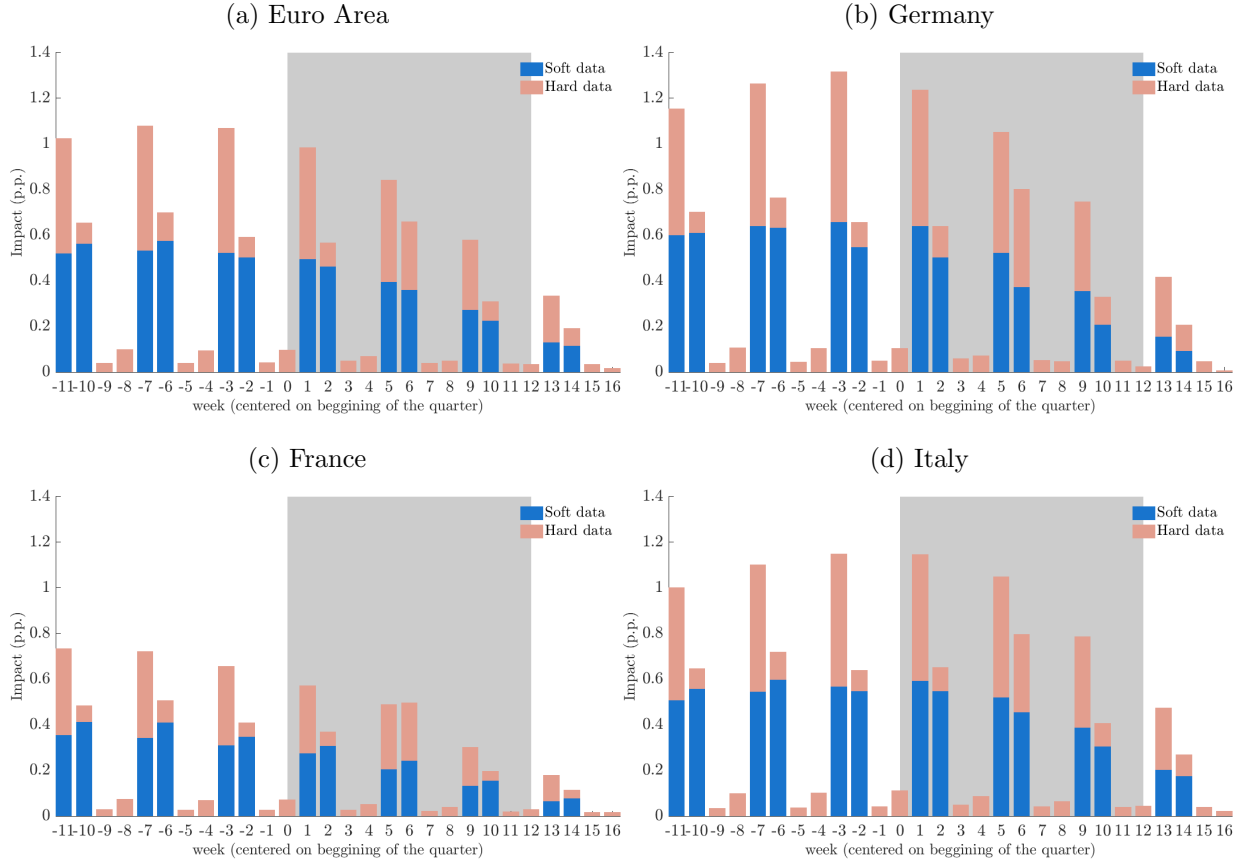 (a) Euro Area
1.4
1.2
1
0.8
0.6
0.4
0.2
0
Impact (p.p.)
Soft data
Hard data
-11 -10 -9 -8 -7 -6 -5 -4 -3 -2 -1 0 1 2 3 4 5 6 7 8 9 10 11 12 13 14 15 16
week (centered on beggining of the quarter)
(b) Germany
1.4
1.2
1
0.8
0.6
0.4
0.2
0
Impact (p.p.)
Soft data
Hard data
-11 -10 -9 -8 -7 -6 -5 -4 -3 -2 -1 0 1 2 3 4 5 6 7 8 9 10 11 12 13 14 15 16
week (centered on beggining of the quarter)
(c) France
1.4
1.2
1
0.8
0.6
0.4
0.2
0
Impact (p.p.)
Soft data
Hard data
-11 -10 -9 -8 -7 -6 -5 -4 -3 -2 -1 0 1 2 3 4 5 6 7 8 9 10 11 12 13 14 15 16
week (centered on beggining of the quarter)
(d) Italy
1.4
1.2
1
0.8
0.6
0.4
0.2
0
Impact (p.p.)
Soft data
Hard data
-11 -10 -9 -8 -7 -6 -5 -4 -3 -2 -1 0 1 2 3 4 5 6 7 8 9 10 11 12 13 14 15 16
week (centered on beggining of the quarter)